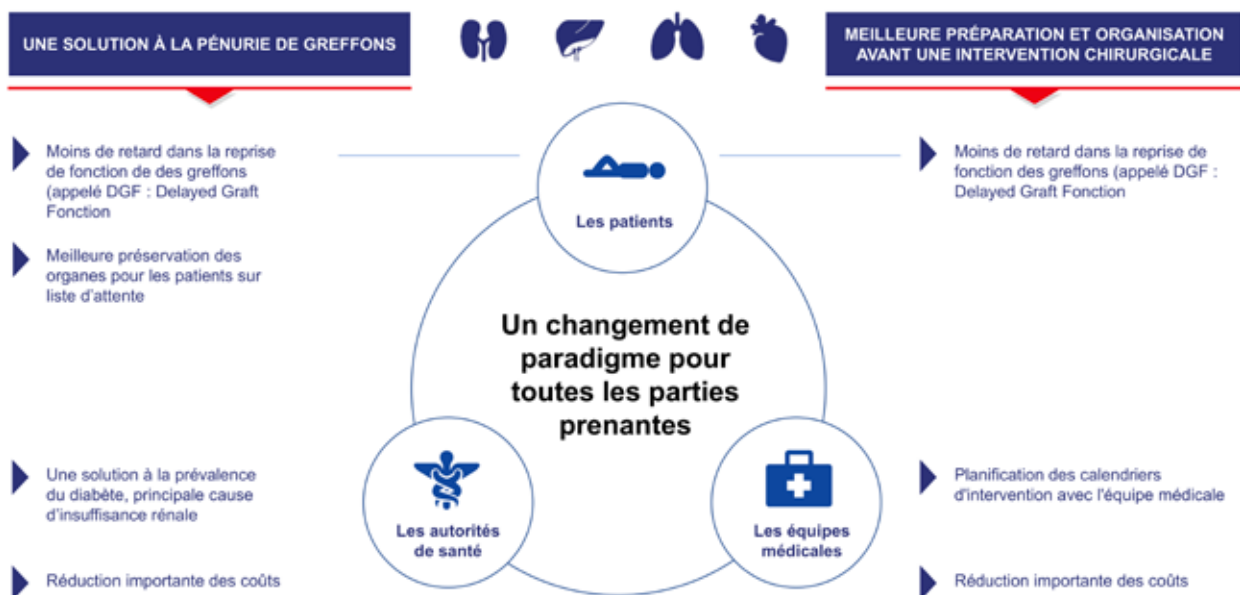 UNE SOLUTION À LA PÉNURIE DE GREFFONS
MEILLEURE PRÉPARATION ET ORGANISATION
AVANT UNE INTERVENTION CHIRURGICALE
Moins de retard dans la reprise
de fonction de des greffons
(appelé DGF : Delayed Graft
Fonction
Meilleure préservation des
organes pour les patients sur
liste d'attente
Les patients
Moins de retard dans la reprise de
fonction des greffons (appelé DGF :
Delayed Graft Fonction
Un changement de
paradigme pour
toutes les parties
prenantes
Une solution à la prévalence
du diabète, principale cause
d'insuffisance rénale
Réduction importante des coûts
Les autorités
de santé
Les équipes
médicales
Planification des calendriers
d'intervention avec l'équipe médicale
Réduction importante des coûts